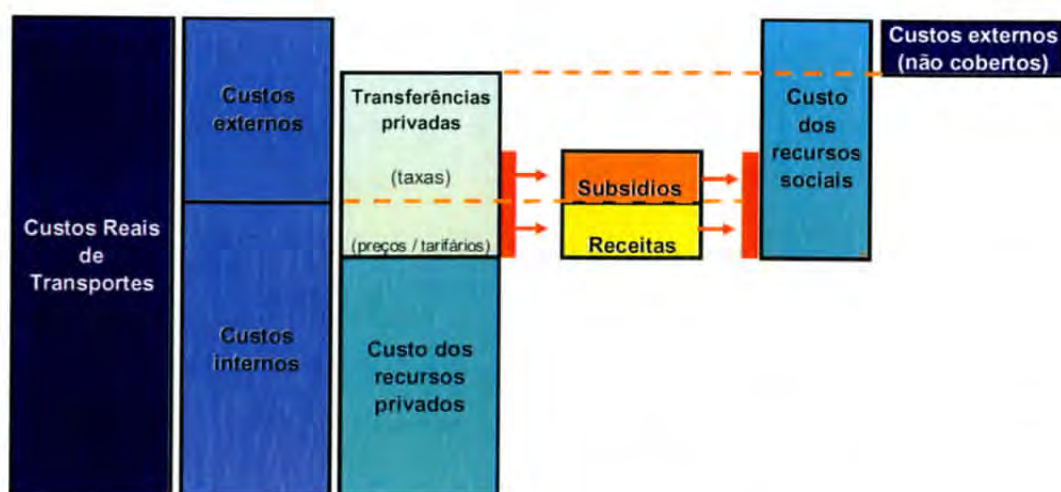 Custos Reais
de
Transportes
Custos
externos
Custos
internos
Transferências
privadas
(taxas)
(preços / tarifários)
Custo dos
recursos
privados
Subsidios
Receitas
Custo
dos
recursos
sociais
Custos externos
(não cobertos)